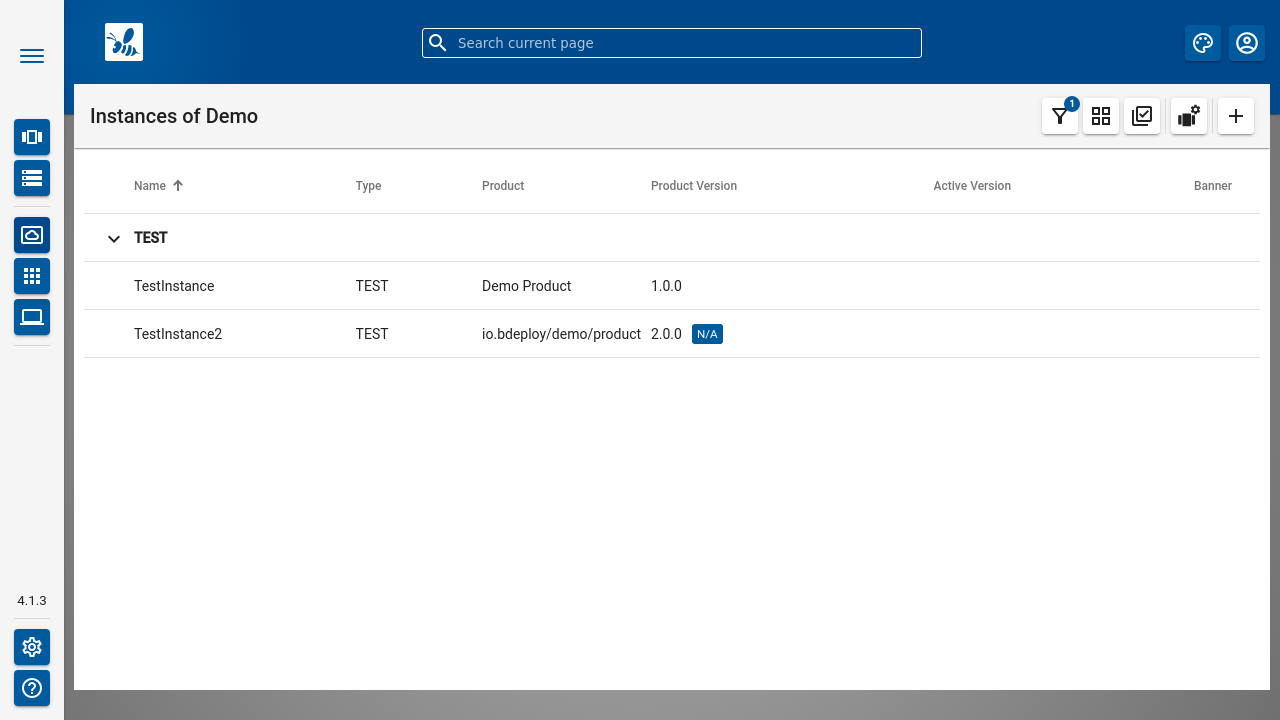 Search current page
Instances of Demo
1
Name Type Product Product Version Active Version Banner
TEST
TestInstance TEST Demo Product 1.0.0
TestInstance2 TEST io.bdeploy/demo/product 2.0.0 N/A
4.1.3